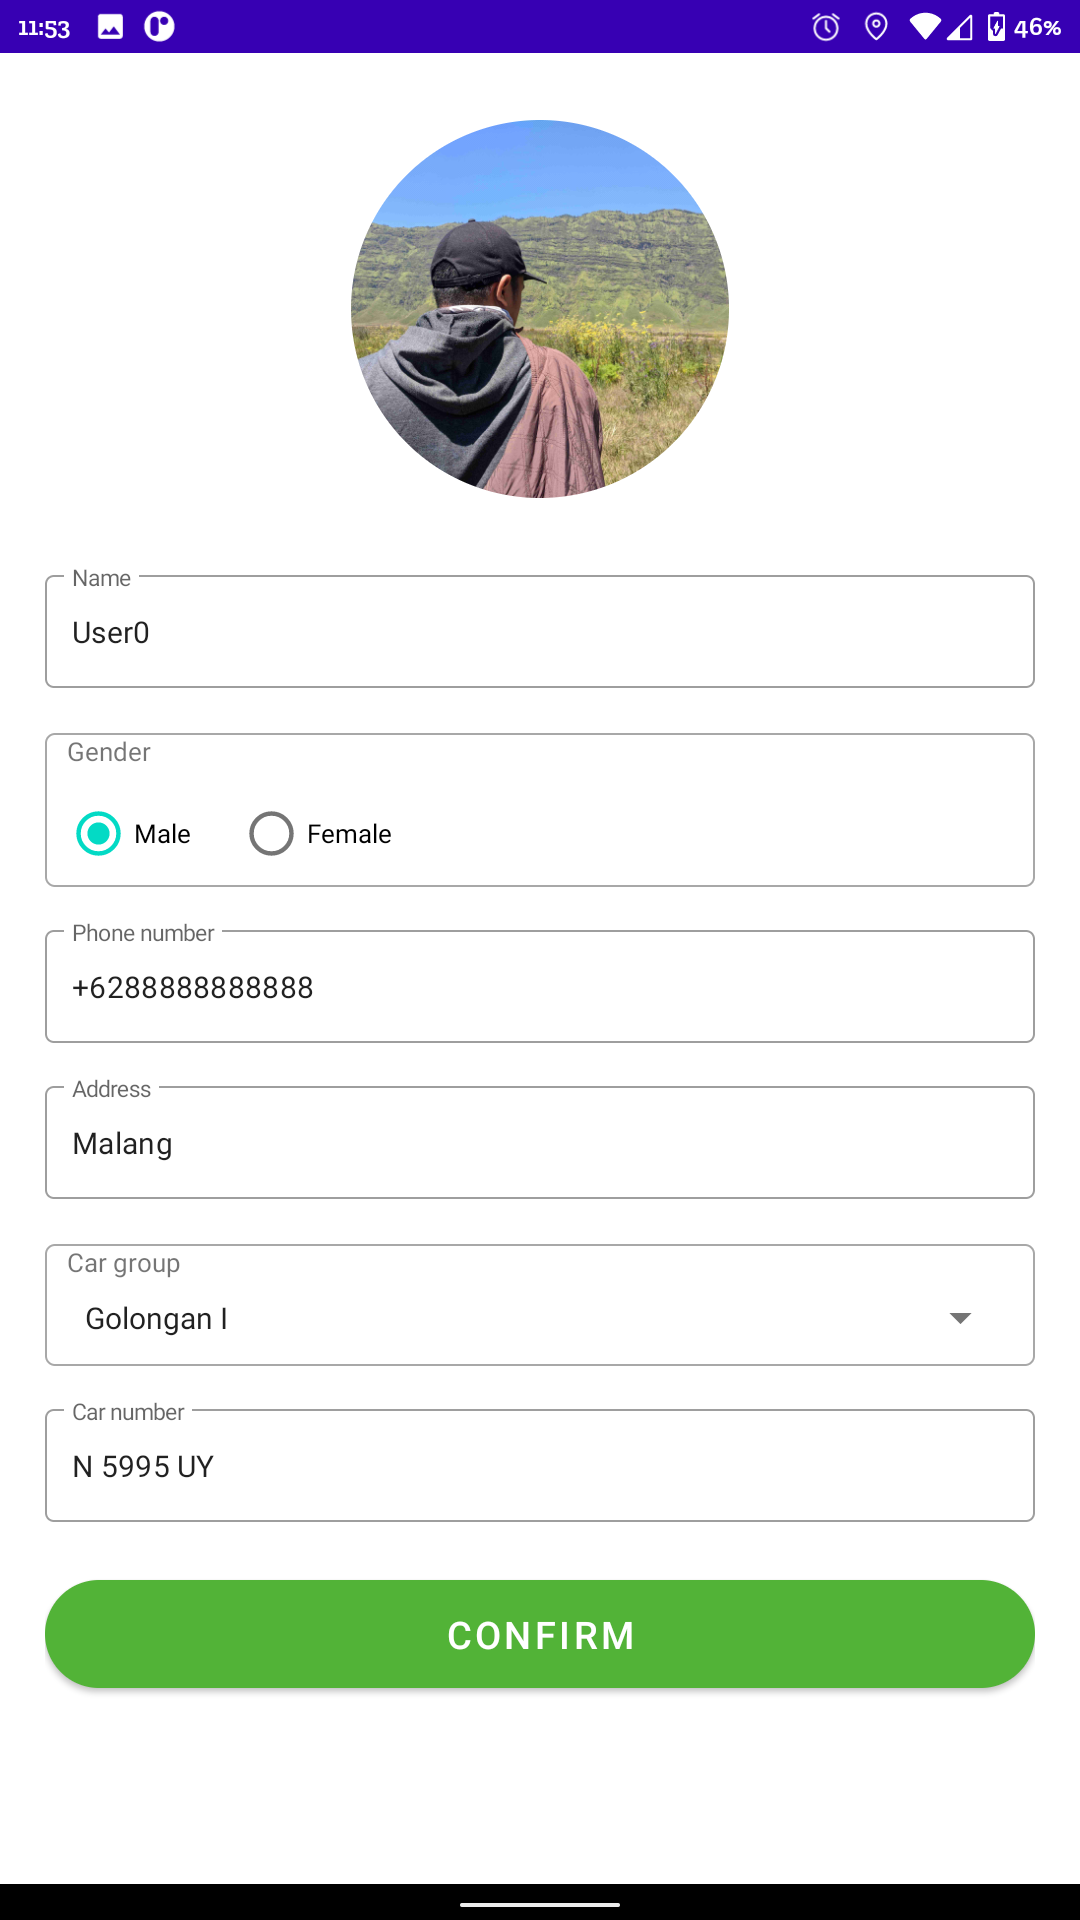 11:53
46%
Name
User0
Gender
Male Female
Phone number
+6288888888888
Address
Malang
Car group
Golongan I
Car number
N 5995 UY
CONFIRM